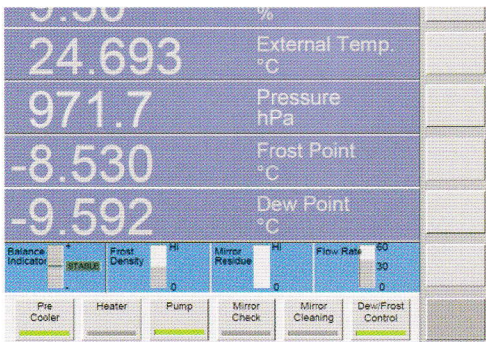 %
24.693 External Temp.
°C
971.7 Pressure
hPa
-8.530 Frost Point
°C
-9.592 Dew Point
°C
Balance + Frost HI Mirror HI Flow Rate 60
Indicator STABLE Density Residue 30
- 0 0 0
Pre Heater Pump Mirror Mirror Dew/Frost
Cooler Check Cleaning Control